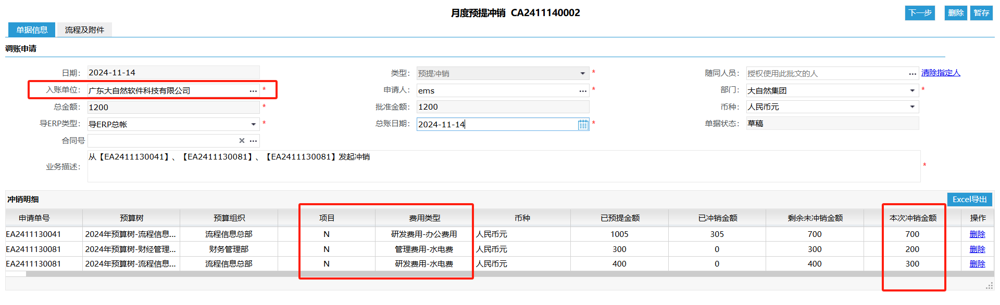 月度预提冲销 CA2411140002
下一步 删除 暂存
单据信息 流程及附件
调账申请
日期: 2024-11-14 类型: 预提冲销 * 随同人员: 授权使用此批文的人 ... 清除指定人
入账单位: 广东大自然软件科技有限公司 ... * 申请人: ems ... * 部门: 大自然集团 *
总金额: 1200 * 批准金额: 1200 币种: 人民币元
导ERP类型: 导ERP总帐 * 总账日期: 2024-11-14 * 单据状态: 草稿
合同号 × ...
从【EA2411130041】、【EA2411130081】、【EA2411130081】发起冲销
业务描述: *
冲销明细 Excel导出
申请单号 预算树 预算组织 项目 费用类型 币种 已预提金额 已冲销金额 剩余未冲销金额 本次冲销金额 操作
EA2411130041 2024年预算树-流程信息... 流程信息总部 N 研发费用-办公费用 人民币元 1005 305 700 700 删除
EA2411130081 2024年预算树-财经管理... 财务管理部 N 管理费用-水电费 人民币元 300 0 300 200 删除
EA2411130081 2024年预算树-流程信息... 流程信息总部 N 研发费用-水电费 人民币元 400 0 400 300 删除